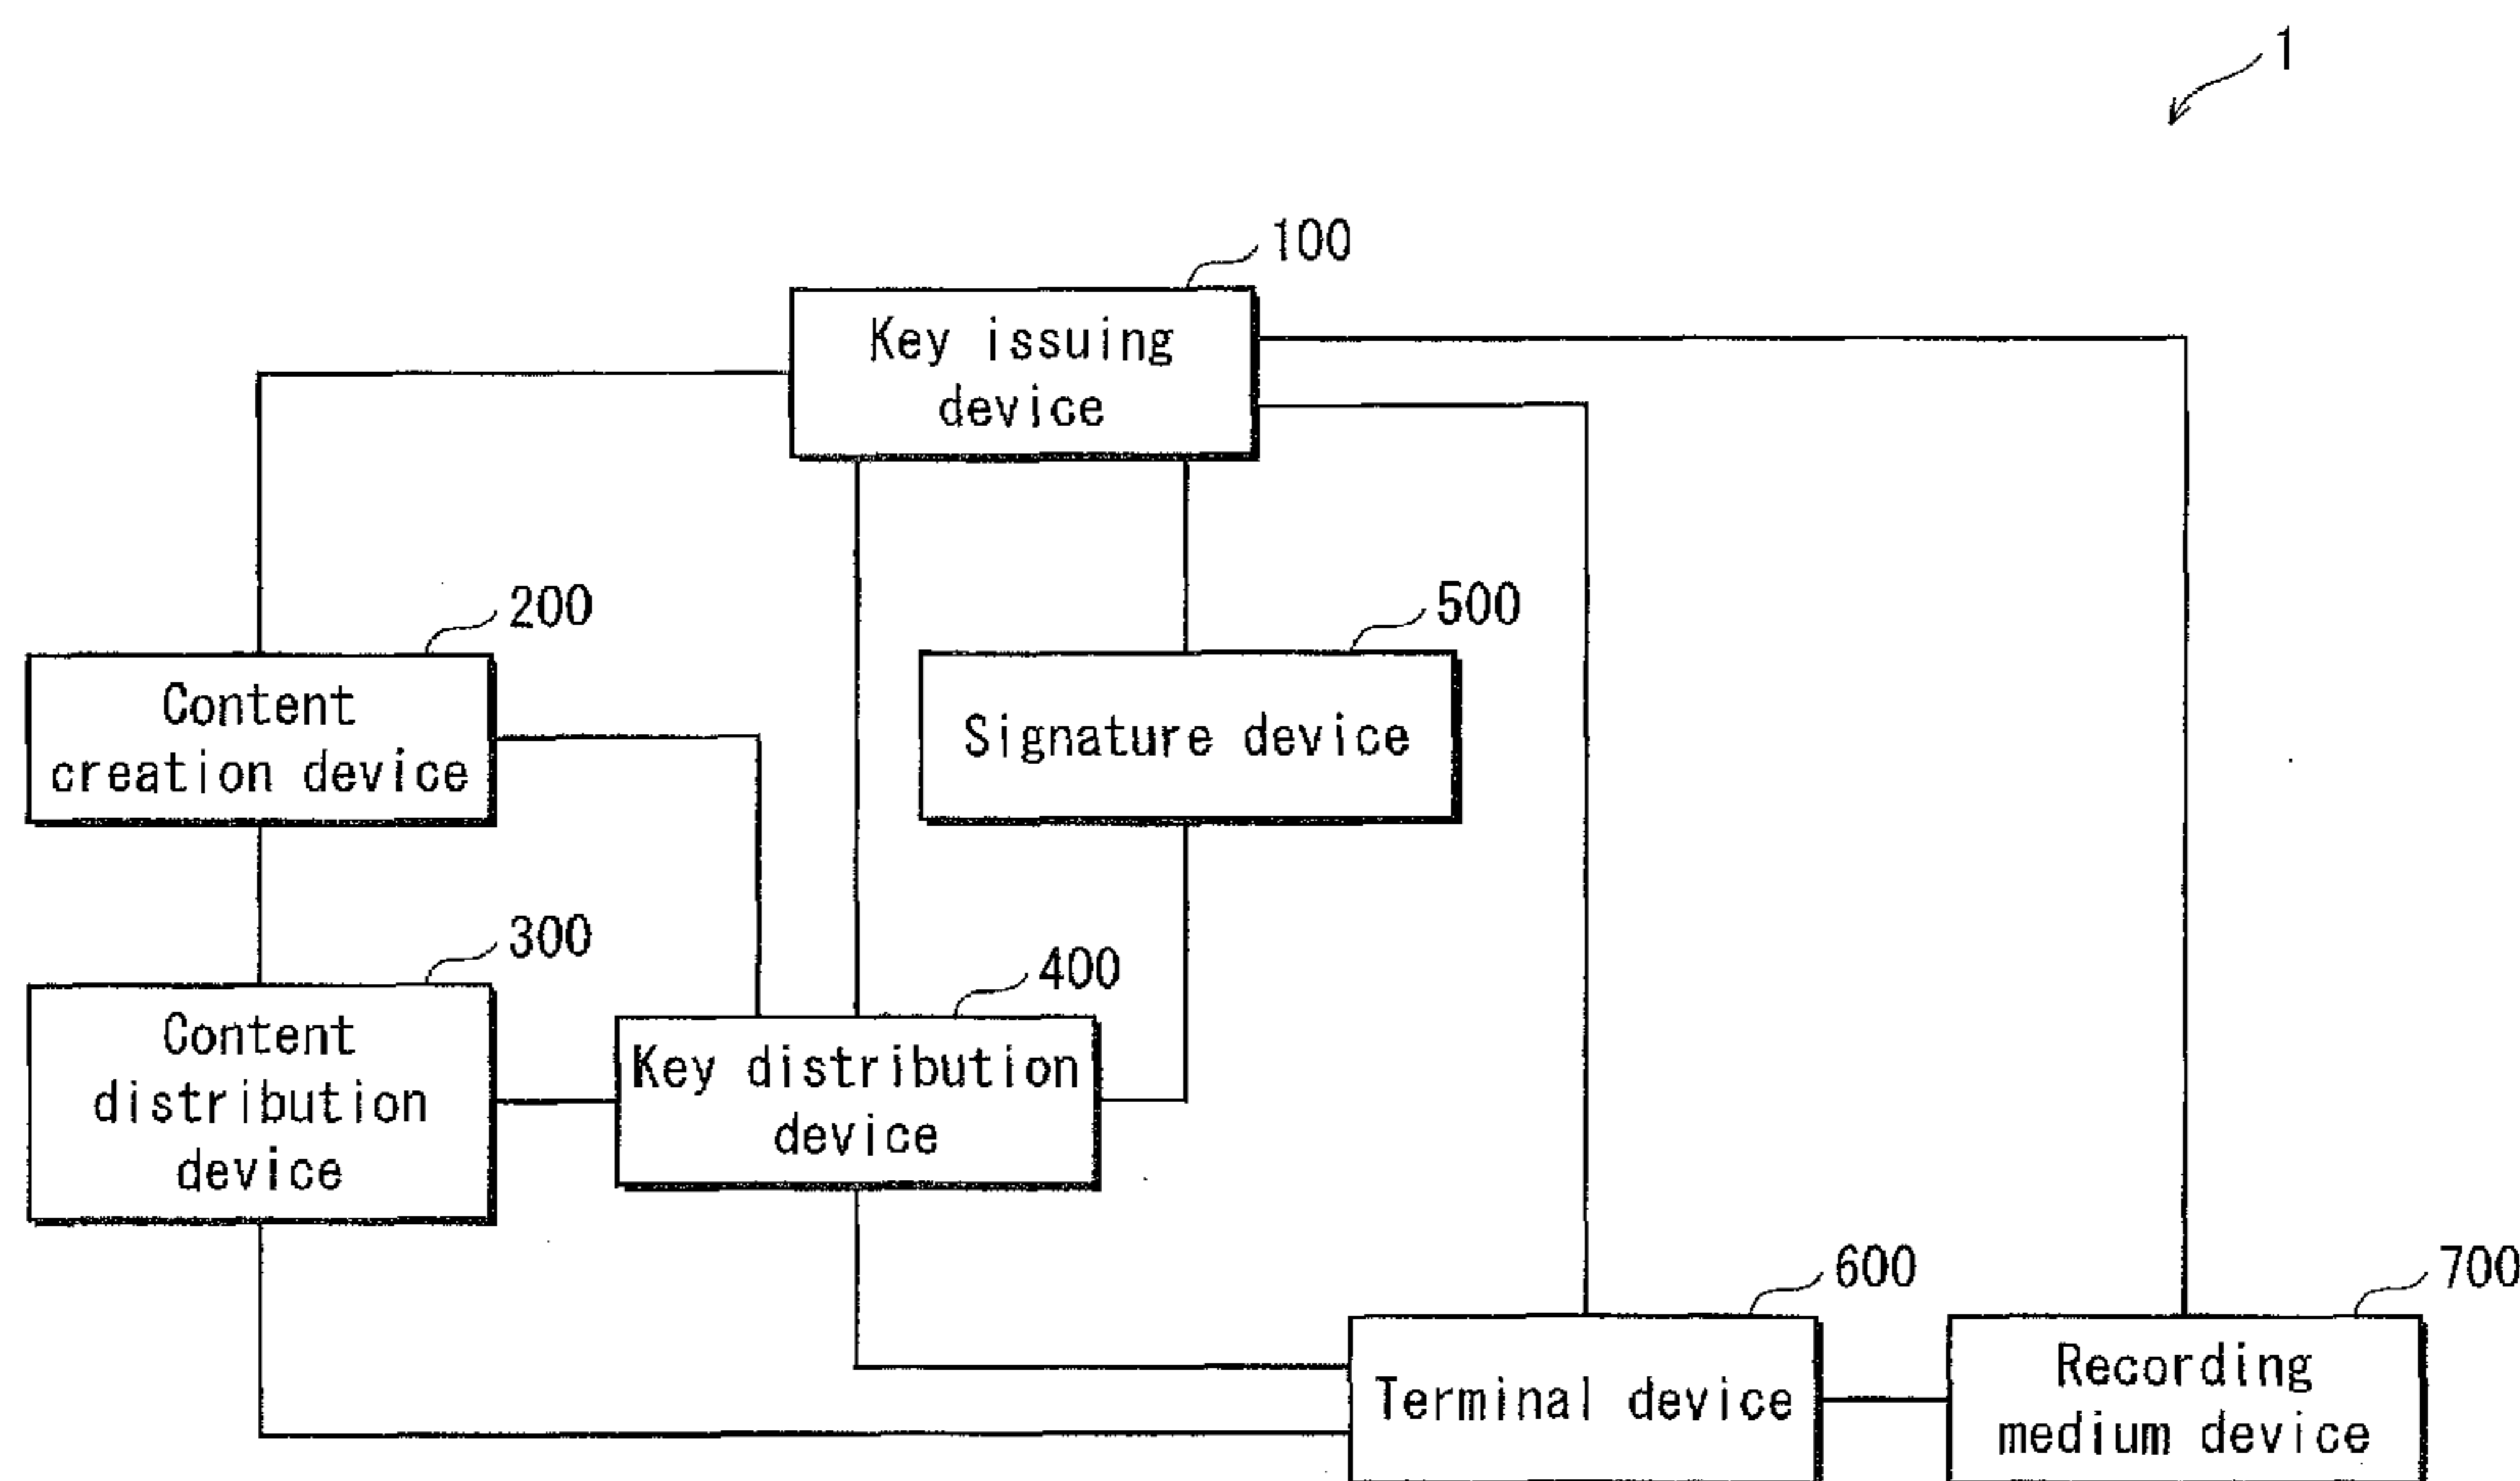 1
100
Key issuing
device
200
Content
creation device
500
Signature device
300
Content
distribution
device
400
Key distribution
device
600
Terminal device
700
Recording
medium device